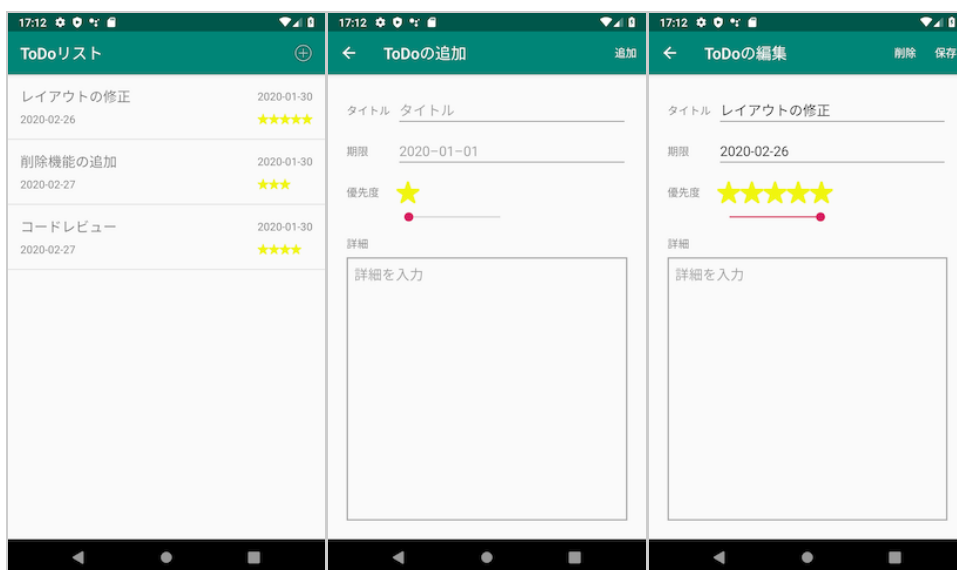 17:12
ToDoリスト
レイアウトの修正 2020-01-30
2020-02-26 ★★★★★
削除機能の追加 2020-01-30
2020-02-27 ★★★
コードレビュー 2020-01-30
2020-02-27 ★★★★
17:12
ToDoの追加 追加
タイトル タイトル
期限 2020-01-01
優先度 ★
詳細
詳細を入力
17:12
ToDoの編集 削除 保存
タイトル レイアウトの修正
期限 2020-02-26
優先度 ★★★★★
詳細
詳細を入力